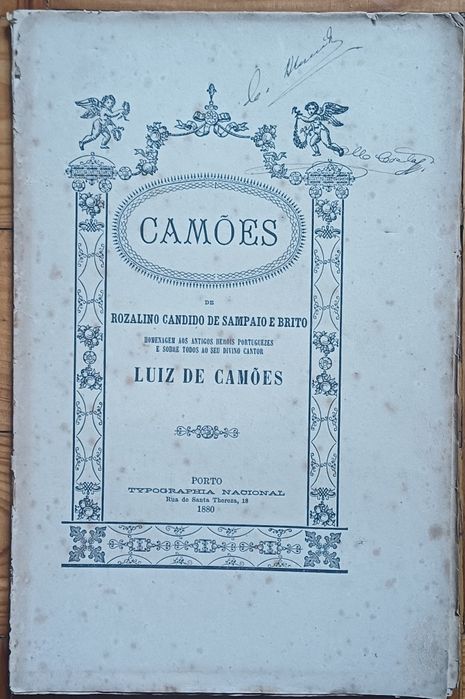 CAMÕES
DE
ROZALINO CANDIDO DE SAMPAIO E BRITO
HOMENAGEM AOS ANTIGOS HEROIS PORTUGUEZES
E SOBRE TODOS AO SEU DIVINO CANTOR
LUIZ DE CAMÕES
PORTO
TYPOGRAPHIA NACIONAL
Rua de Santa Thereza, 18
1880